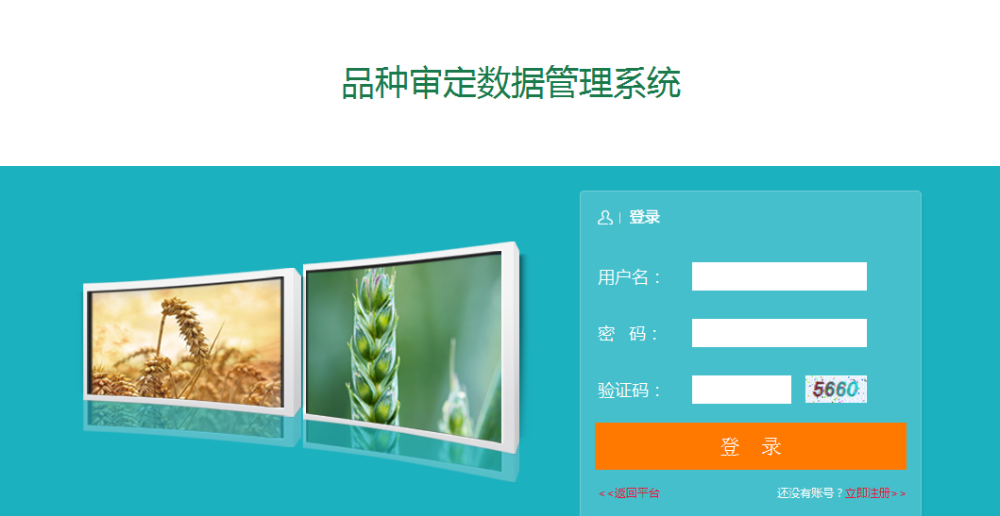 品种审定数据管理系统
登录
用户名：
密 码：
验证码：
5660
登 录
<<返回平台
还没有账号？立即注册>>